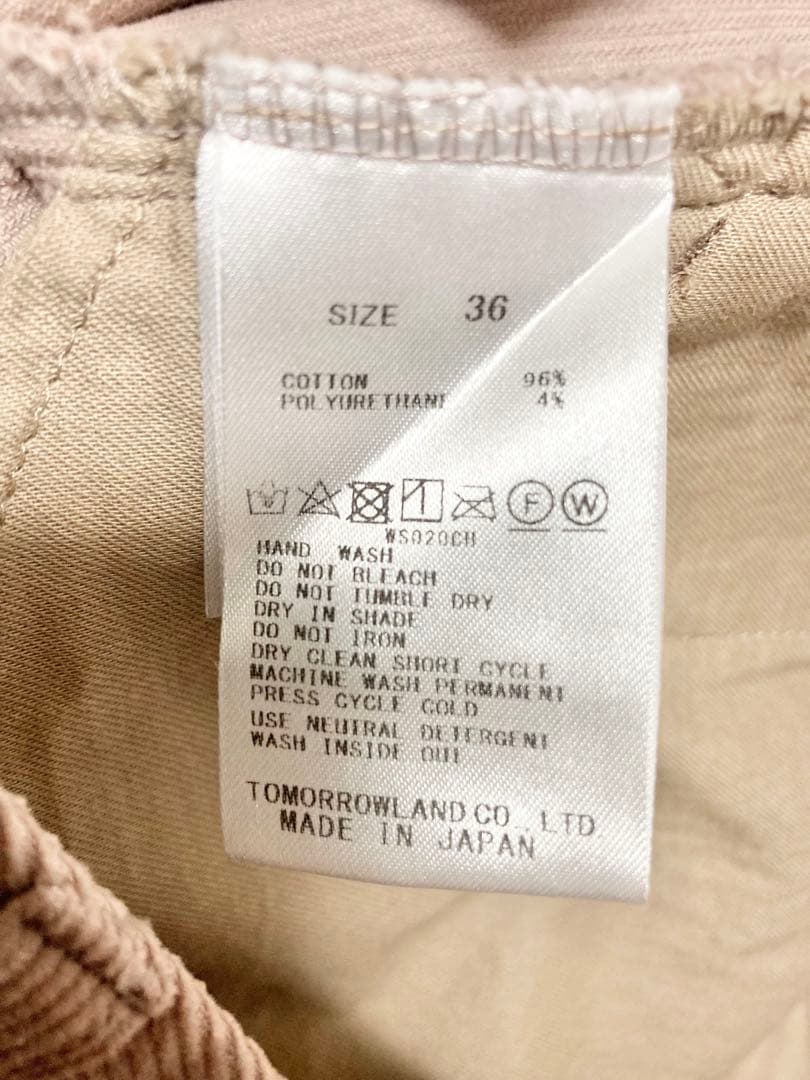 SIZE 36
COTTON 96%
POLYURETHANE 4%
1 F W
WS020CH
HAND WASH
DO NOT BLEACH
DO NOT TUMBLE DRY
DRY IN SHADE
DO NOT IRON
DRY CLEAN SHORT CYCLE
MACHINE WASH PERMANENT
PRESS CYCLE COLD
USE NEUTRAL DETERGENT
WASH INSIDE OUT
TOMORROWLAND CO., LTD
MADE IN JAPAN